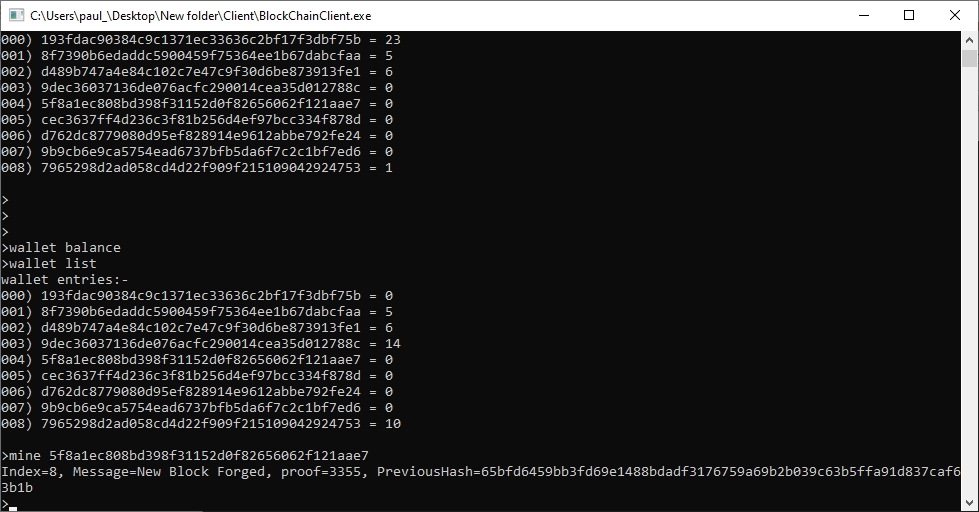 C:\Users\paul_\Desktop\New folder\Client\BlockChainClient.exe
000) 193fdac90384c9c1371ec33636c2bf17f3dbf75b = 23
001) 8f7390b6edaddc5900459f75364ee1b67dabcfaa = 5
002) d489b747a4e84c102c7e47c9f30d6be873913fe1 = 6
003) 9dec36037136de076acfc290014cea35d012788c = 0
004) 5f8a1ec808bd398f31152d0f82656062f121aae7 = 0
005) cec3637ff4d236c3f81b256d4ef97bcc334f878d = 0
006) d762dc8779080d95ef828914e9612abbe792fe24 = 0
007) 9b9cb6e9ca5754ead6737bfb5da6f7c2c1bf7ed6 = 0
008) 7965298d2ad058cd4d22f909f215109042924753 = 1
>
>
>
>wallet balance
>wallet list
wallet entries:-
000) 193fdac90384c9c1371ec33636c2bf17f3dbf75b = 0
001) 8f7390b6edaddc5900459f75364ee1b67dabcfaa = 5
002) d489b747a4e84c102c7e47c9f30d6be873913fe1 = 6
003) 9dec36037136de076acfc290014cea35d012788c = 14
004) 5f8a1ec808bd398f31152d0f82656062f121aae7 = 0
005) cec3637ff4d236c3f81b256d4ef97bcc334f878d = 0
006) d762dc8779080d95ef828914e9612abbe792fe24 = 0
007) 9b9cb6e9ca5754ead6737bfb5da6f7c2c1bf7ed6 = 0
008) 7965298d2ad058cd4d22f909f215109042924753 = 10
>mine 5f8a1ec808bd398f31152d0f82656062f121aae7
Index=8, Message=New Block Forged, proof=3355, PreviousHash=65bfd6459bb3fd69e1488bdadf3176759a69b2b039c63b5ffa91d837caf6
3b1b
>